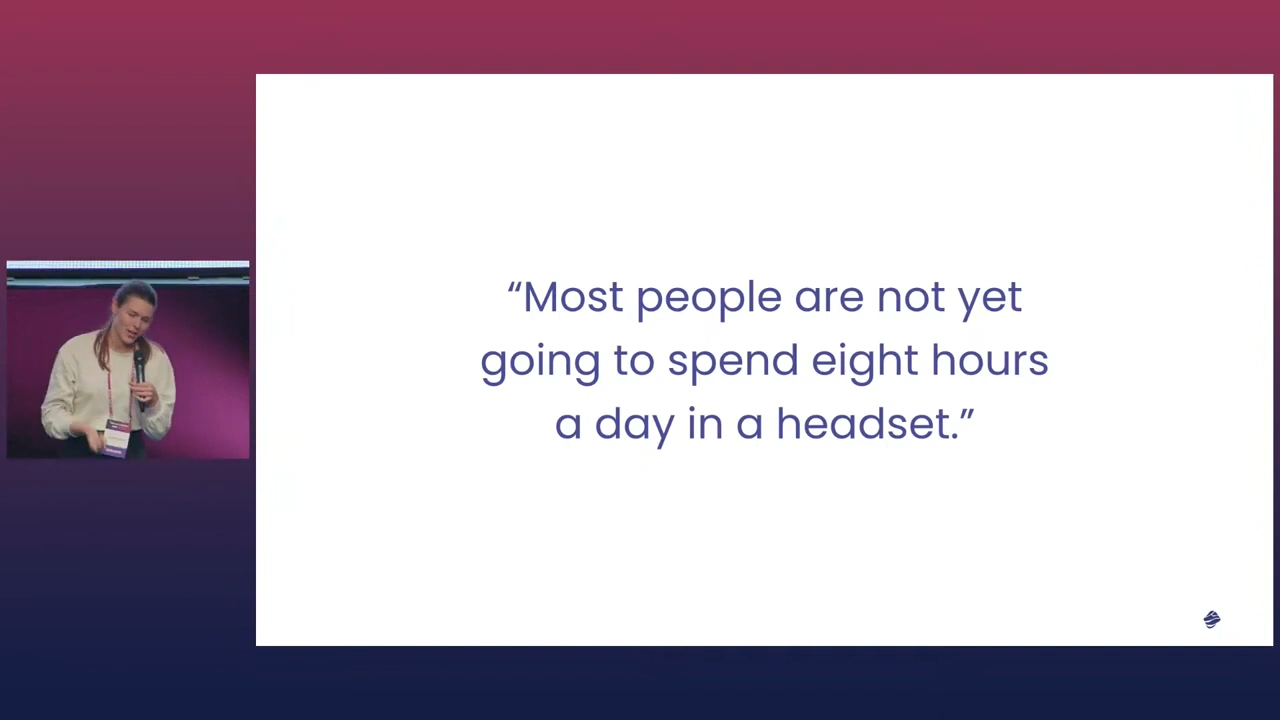 “Most people are not yet
going to spend eight hours
a day in a headset.”